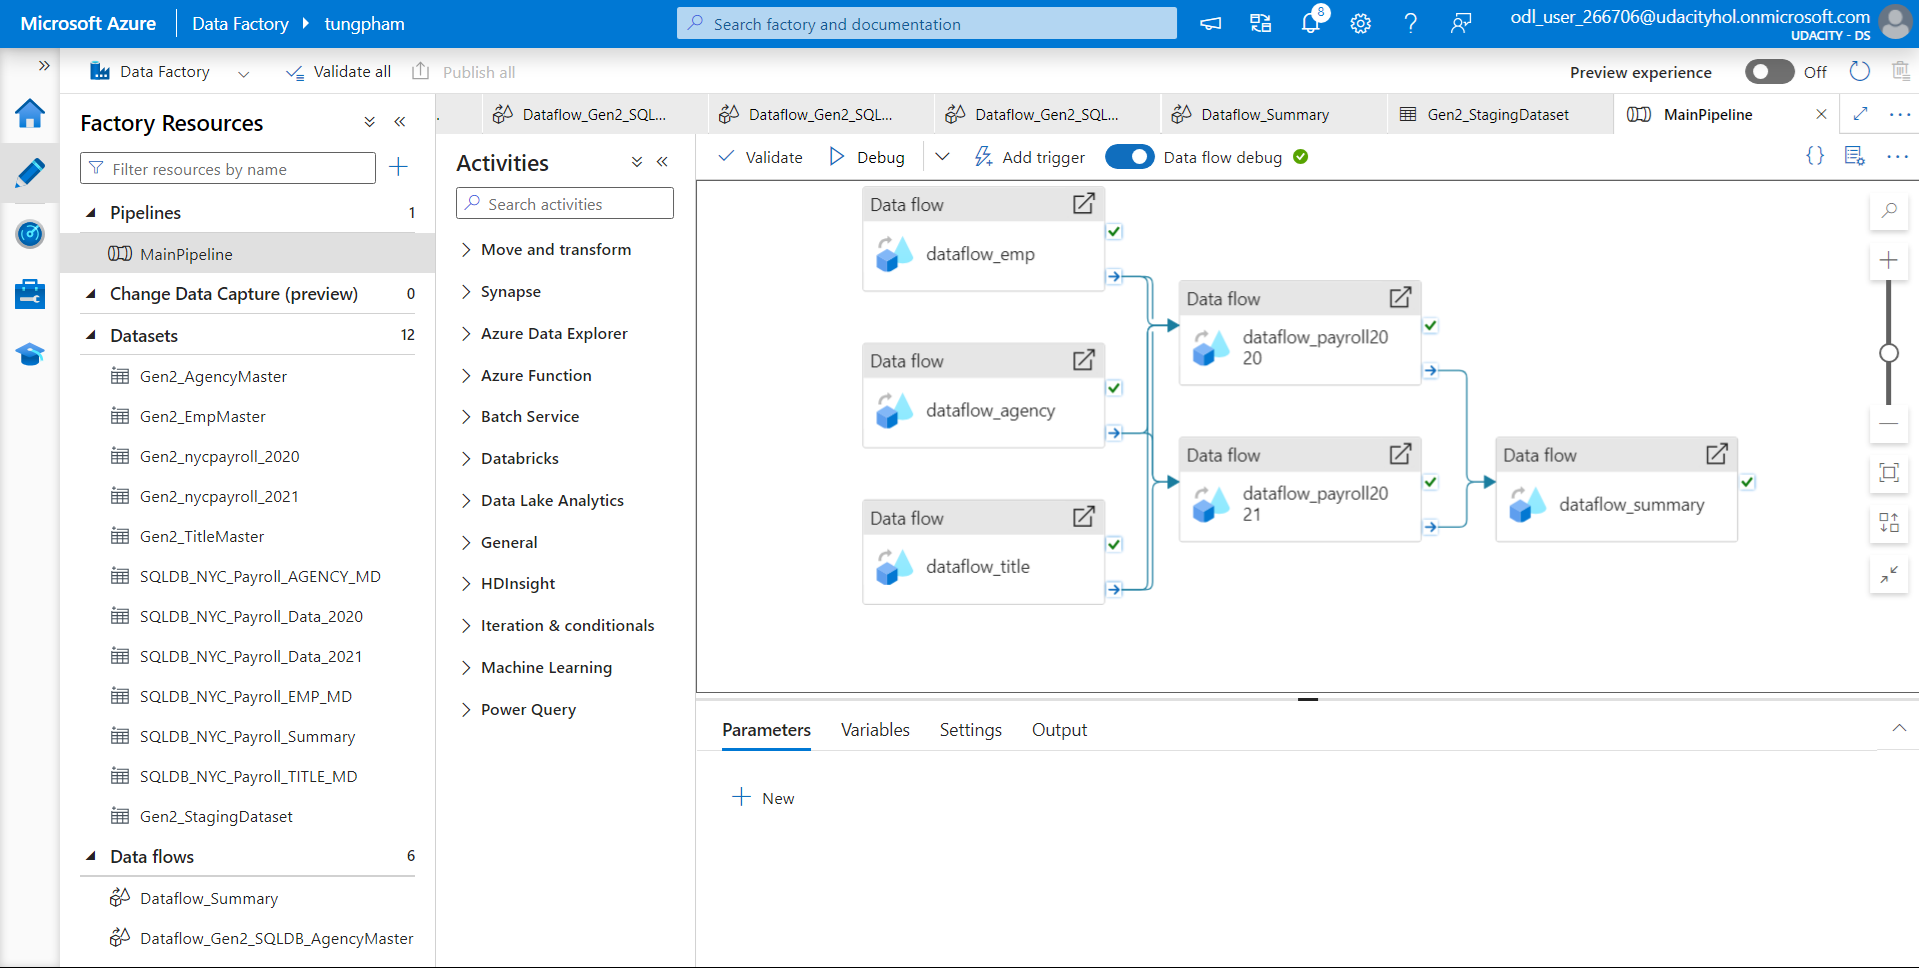 Microsoft Azure
Data Factory
tungpham
Search factory and documentation
8
odl_user_266706@udacityhol.onmicrosoft.com
UDACITY - DS
Data Factory
Validate all
Publish all
Preview experience
Off
Factory Resources
Filter resources by name
Pipelines 1
MainPipeline
Change Data Capture (preview) 0
Datasets 12
Gen2_AgencyMaster
Gen2_EmpMaster
Gen2_nycpayroll_2020
Gen2_nycpayroll_2021
Gen2_TitleMaster
SQLDB_NYC_Payroll_AGENCY_MD
SQLDB_NYC_Payroll_Data_2020
SQLDB_NYC_Payroll_Data_2021
SQLDB_NYC_Payroll_EMP_MD
SQLDB_NYC_Payroll_Summary
SQLDB_NYC_Payroll_TITLE_MD
Gen2_StagingDataset
Data flows 6
Dataflow_Summary
Dataflow_Gen2_SQLDB_AgencyMaster
Dataflow_Gen2_SQL...
Dataflow_Gen2_SQL...
Dataflow_Gen2_SQL...
Dataflow_Summary
Gen2_StagingDataset
MainPipeline
Activities
Search activities
Move and transform
Synapse
Azure Data Explorer
Azure Function
Batch Service
Databricks
Data Lake Analytics
General
HDInsight
Iteration & conditionals
Machine Learning
Power Query
Validate
Debug
Add trigger
Data flow debug
Data flow
dataflow_emp
Data flow
dataflow_agency
Data flow
dataflow_title
Data flow
dataflow_payroll20
20
Data flow
dataflow_payroll20
21
Data flow
dataflow_summary
Parameters
Variables
Settings
Output
New